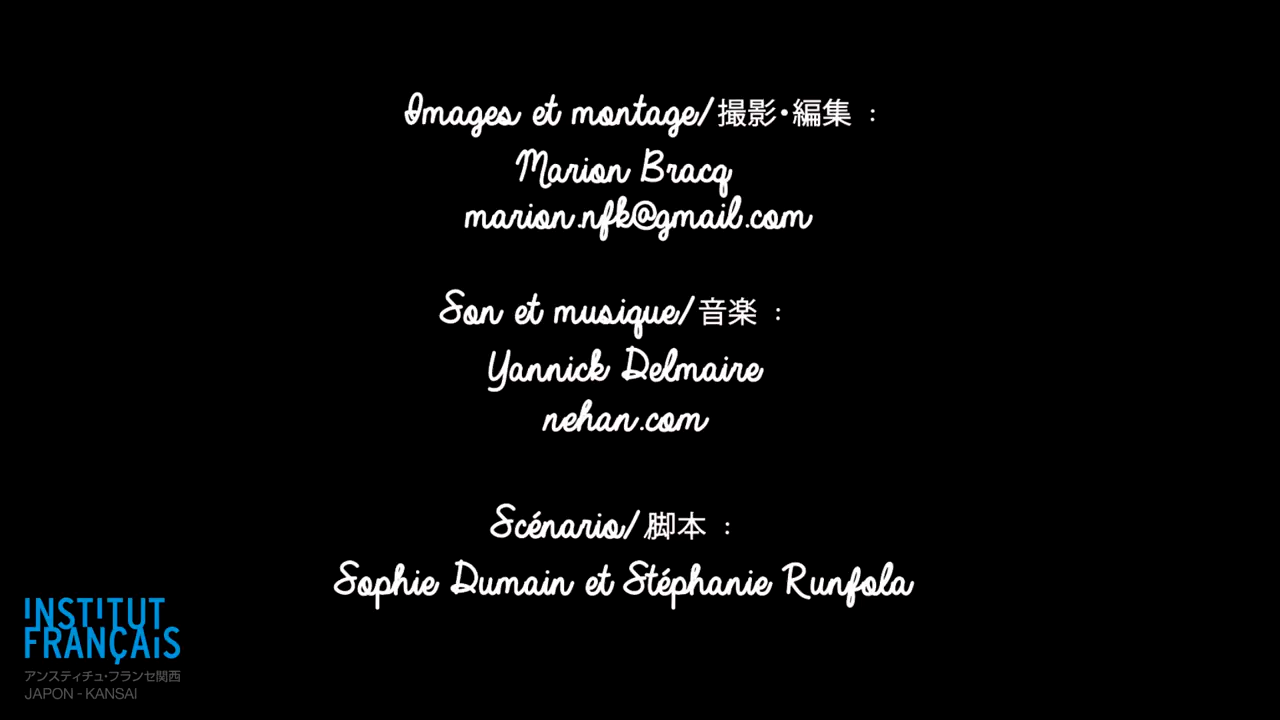 Images et montage/撮影・編集 :
Marion Bracq
marion.nfk@gmail.com
Son et musique/音楽 :
Yannick Delmaire
nehan.com
Scénario/脚本 :
Sophie Dumain et Stéphanie Runfola
INSTITUT
FRANÇAIS
アンスティチュ・フランセ関西
JAPON - KANSAI